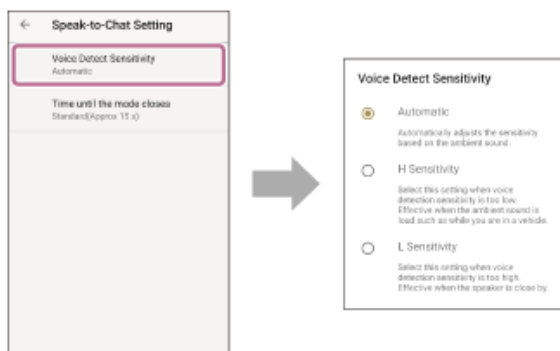 Speak-to-Chat Setting
Voice Detect Sensitivity
Automatic
Time until the mode closes
Standard(Approx 15 s)
Voice Detect Sensitivity
Automatic
Automatically adjusts the sensitivity
based on the ambient sound.
H Sensitivity
Select this setting when voice
detection sensitivity is too low.
Effective when the ambient sound is
loud such as while you are in a vehicle.
L Sensitivity
Select this setting when voice
detection sensitivity is too high.
Effective when the speaker is close by.